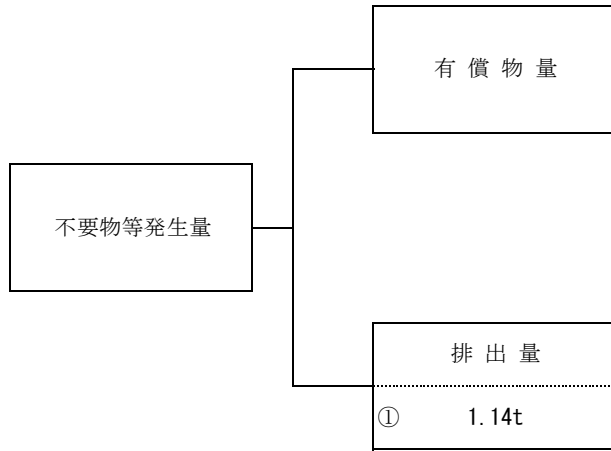 有 償 物 量
不要物等発生量
排 出 量
① 1.14t